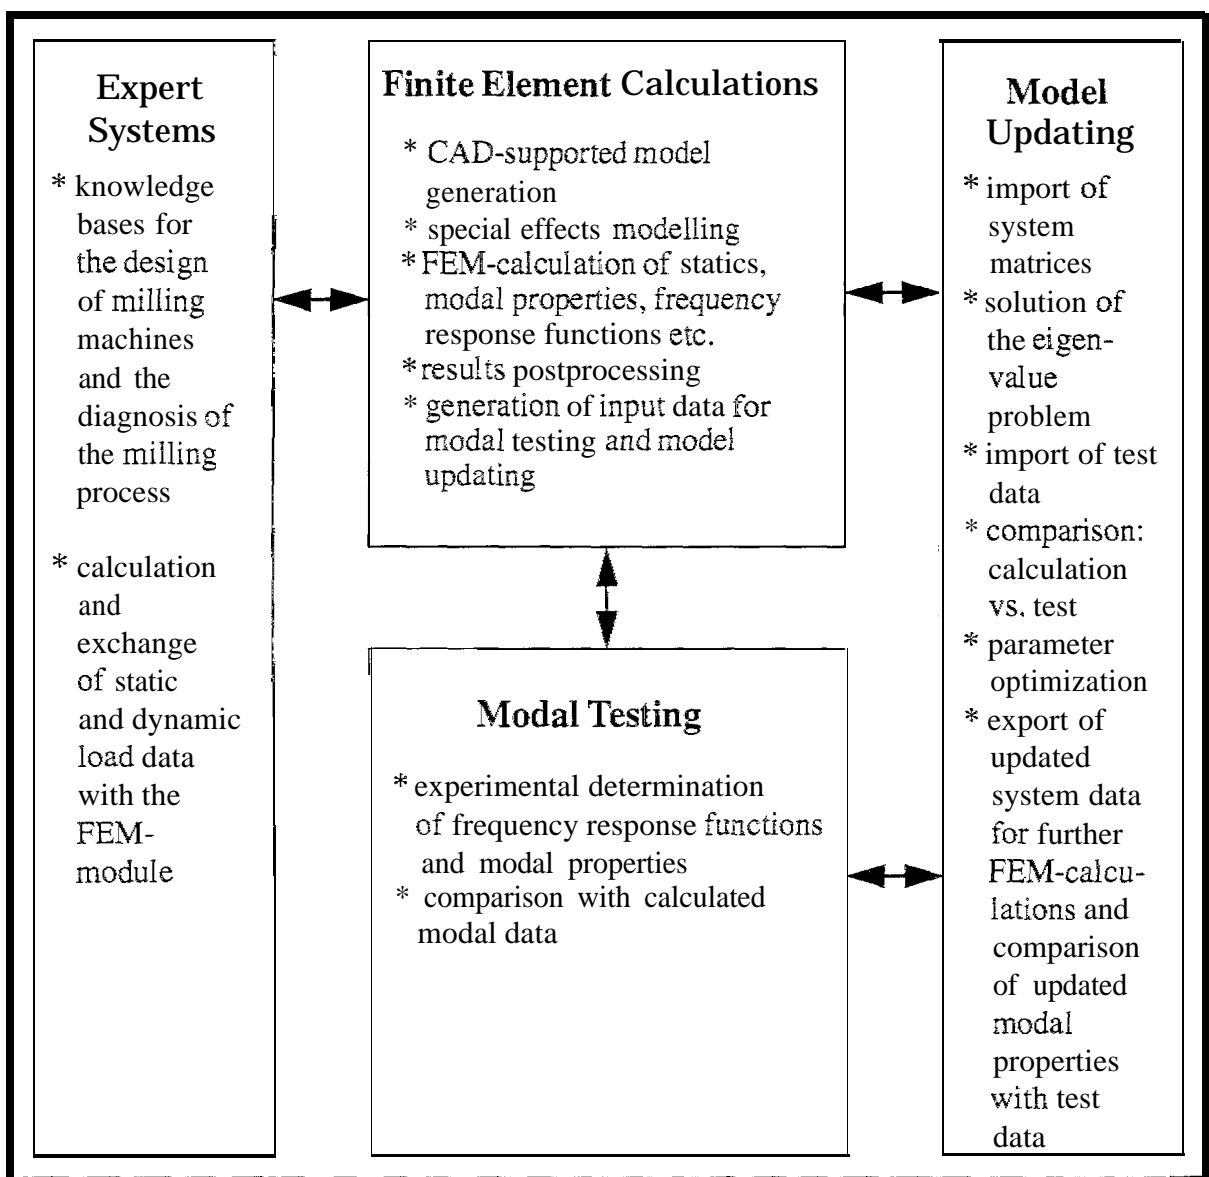 Expert
Systems
* knowledge
bases for
the design
of milling
machines
and the
diagnosis of
the milling
process
* calculation
and
exchange
of static
and dynamic
load data
with the
FEM-
module
Finite Element Calculations
* CAD-supported model
generation
* special effects modelling
* FEM-calculation of statics,
modal properties, frequency
response functions etc.
* results postprocessing
* generation of input data for
modal testing and model
updating
Modal Testing
* experimental determination
of frequency response functions
and modal properties
* comparison with calculated
modal data
Model
Updating
* import of
system
matrices
* solution of
the eigen-
value
problem
* import of test
data
* comparison:
calculation
vs. test
* parameter
optimization
* export of
updated
system data
for further
FEM-calcu-
lations and
comparison
of updated
modal
properties
with test
data